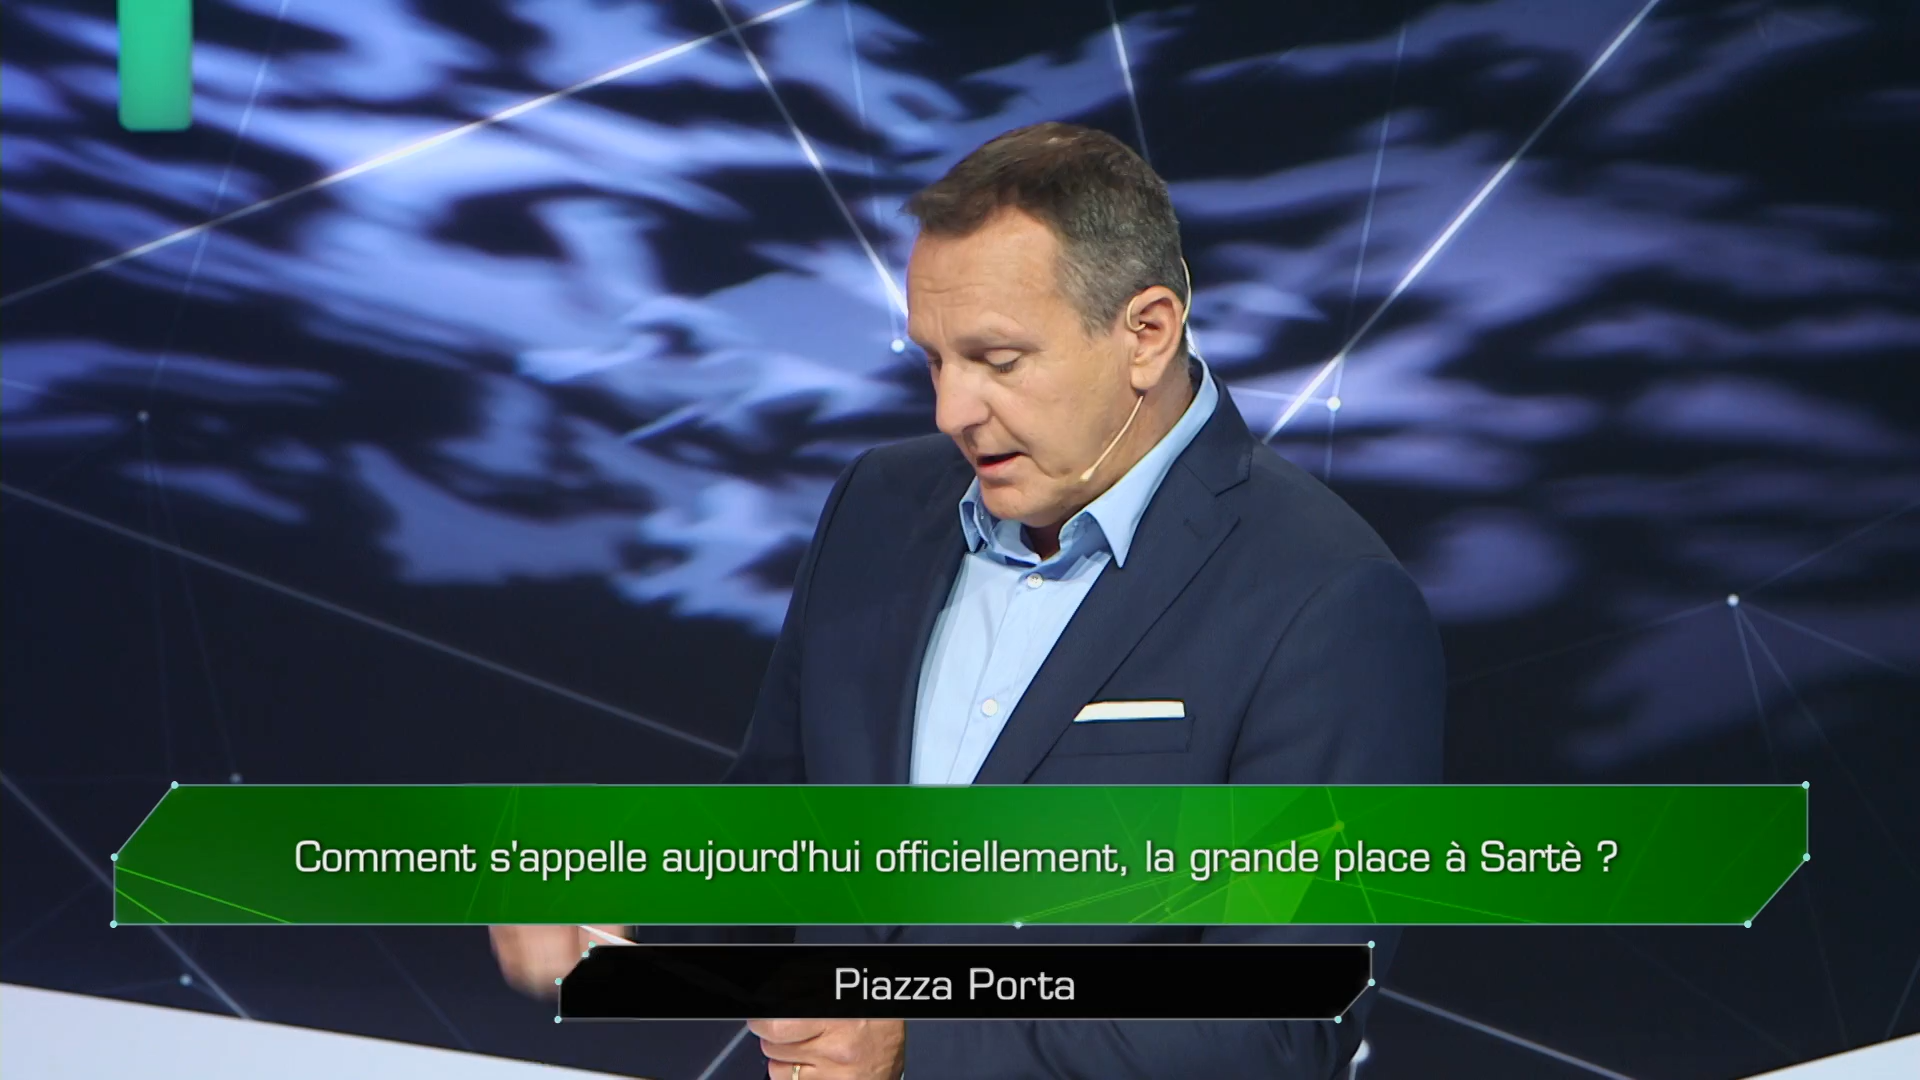 Comment s'appelle aujourd'hui officiellement, la grande place à Sartè ?
Piazza Porta